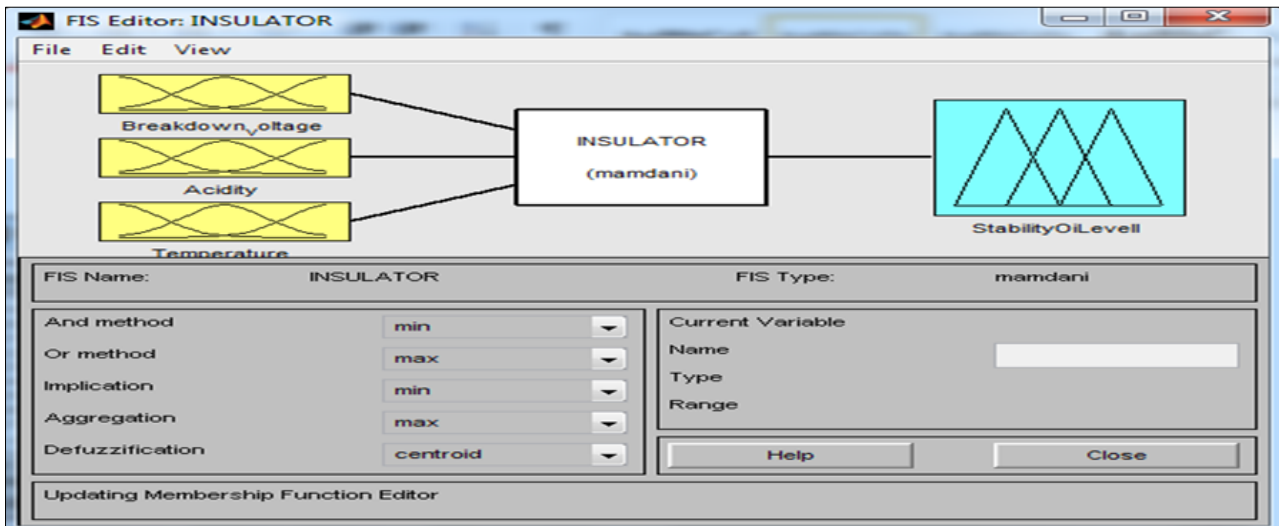 FIS Editor: INSULATOR
File Edit View
Breakdown_voltage
Acidity
Temperature
INSULATOR
(mamdani)
StabilityOiLevell
FIS Name: INSULATOR FIS Type: mamdani
And method min
Or method max
Implication min
Aggregation max
Defuzzification centroid
Current Variable
Name
Type
Range
Help Close
Updating Membership Function Editor